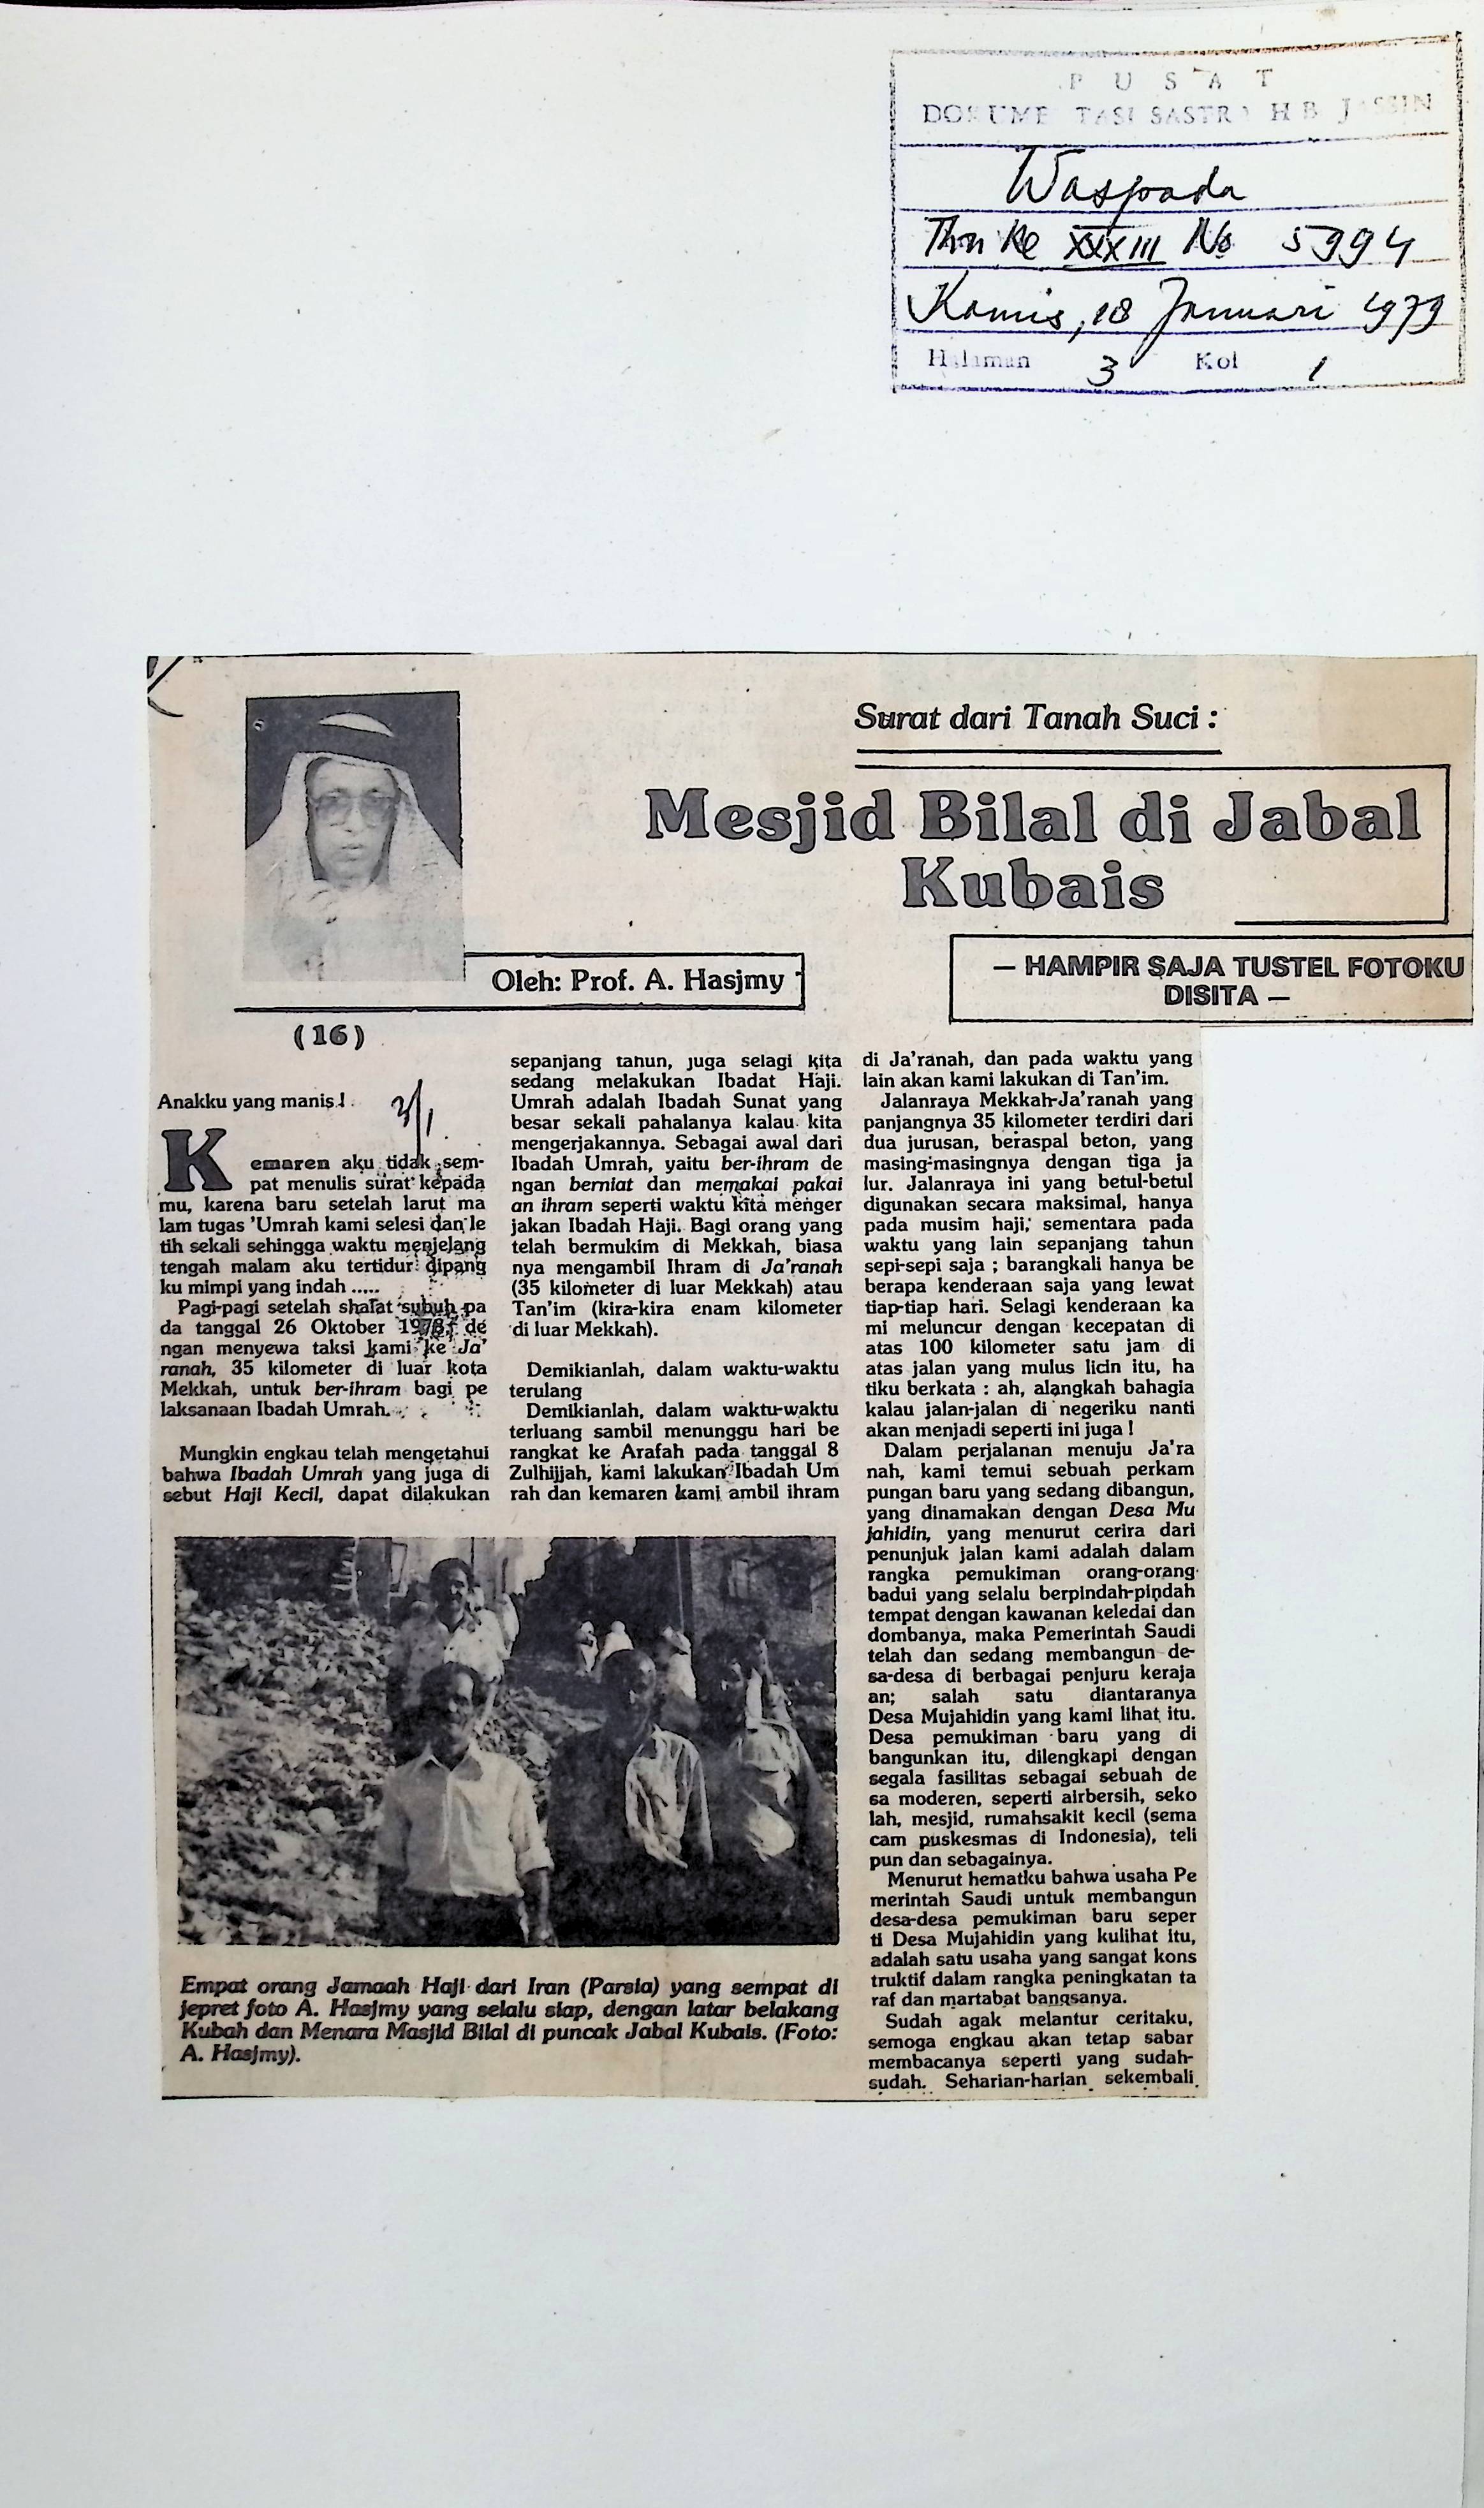 P U S A T
DOKUMENTASI SASTRA H B JASSIN
Waspada
Thn Ke XXXIII No 5994
Kamis, 18 Januari 1979
Halaman 3 Kol 1
Surat dari Tanah Suci :
Mesjid Bilal di Jabal
Kubais
Oleh: Prof. A. Hasjmy
— HAMPIR SAJA TUSTEL FOTOKU
DISITA —
(16)
Anakku yang manis !
Kemaren aku tidak sem-
pat menulis surat kepada
mu, karena baru setelah larut ma
lam tugas 'Umrah kami selesi dan le
tih sekali sehingga waktu menjelang
tengah malam aku tertidur dipang
ku mimpi yang indah .....
Pagi-pagi setelah shalat subuh pa
da tanggal 26 Oktober 1978, de
ngan menyewa taksi kami ke Ja'
ranah, 35 kilometer di luar kota
Mekkah, untuk ber-ihram bagi pe
laksanaan Ibadah Umrah.
Mungkin engkau telah mengetahui
bahwa Ibadah Umrah yang juga di
sebut Haji Kecil, dapat dilakukan
sepanjang tahun, juga selagi kita
sedang melakukan Ibadat Haji.
Umrah adalah Ibadah Sunat yang
besar sekali pahalanya kalau kita
mengerjakannya. Sebagai awal dari
Ibadah Umrah, yaitu ber-ihram de
ngan berniat dan memakai pakai
an ihram seperti waktu kita menger
jakan Ibadah Haji. Bagi orang yang
telah bermukim di Mekkah, biasa
nya mengambil Ihram di Ja'ranah
(35 kilometer di luar Mekkah) atau
Tan'im (kira-kira enam kilometer
di luar Mekkah).
Demikianlah, dalam waktu-waktu
terulang
Demikianlah, dalam waktu-waktu
terluang sambil menunggu hari be
rangkat ke Arafah pada tanggal 8
Zulhijjah, kami lakukan Ibadah Um
rah dan kemaren kami ambil ihram
di Ja'ranah, dan pada waktu yang
lain akan kami lakukan di Tan'im.
Jalanraya Mekkah-Ja'ranah yang
panjangnya 35 kilometer terdiri dari
dua jurusan, beraspal beton, yang
masing-masingnya dengan tiga ja
lur. Jalanraya ini yang betul-betul
digunakan secara maksimal, hanya
pada musim haji; sementara pada
waktu yang lain sepanjang tahun
sepi-sepi saja ; barangkali hanya be
berapa kenderaan saja yang lewat
tiap-tiap hari. Selagi kenderaan ka
mi meluncur dengan kecepatan di
atas 100 kilometer satu jam di
atas jalan yang mulus licin itu, ha
tiku berkata : ah, alangkah bahagia
kalau jalan-jalan di negeriku nanti
akan menjadi seperti ini juga !
Dalam perjalanan menuju Ja'ra
nah, kami temui sebuah perkam
pungan baru yang sedang dibangun,
yang dinamakan dengan Desa Mu
jahidin, yang menurut cerira dari
penunjuk jalan kami adalah dalam
rangka pemukiman orang-orang
badui yang selalu berpindah-pindah
tempat dengan kawanan keledai dan
dombanya, maka Pemerintah Saudi
telah dan sedang membangun de-
sa-desa di berbagai penjuru keraja
an; salah satu diantaranya
Desa Mujahidin yang kami lihat itu.
Desa pemukiman baru yang di
bangunkan itu, dilengkapi dengan
segala fasilitas sebagai sebuah de
sa moderen, seperti airbersih, seko
lah, mesjid, rumahsakit kecil (sema
cam puskesmas di Indonesia), teli
pun dan sebagainya.
Menurut hematku bahwa usaha Pe
merintah Saudi untuk membangun
desa-desa pemukiman baru seper
ti Desa Mujahidin yang kulihat itu,
adalah satu usaha yang sangat kons
truktif dalam rangka peningkatan ta
raf dan martabat bangsanya.
Sudah agak melantur ceritaku,
semoga engkau akan tetap sabar
membacanya seperti yang sudah-
sudah. Seharian-harian sekembali
Empat orang Jamaah Haji dari Iran (Parsia) yang sempat di
jepret foto A. Hasjmy yang selalu siap, dengan latar belakang
Kubah dan Menara Masjid Bilal di puncak Jabal Kubais. (Foto:
A. Hasjmy).